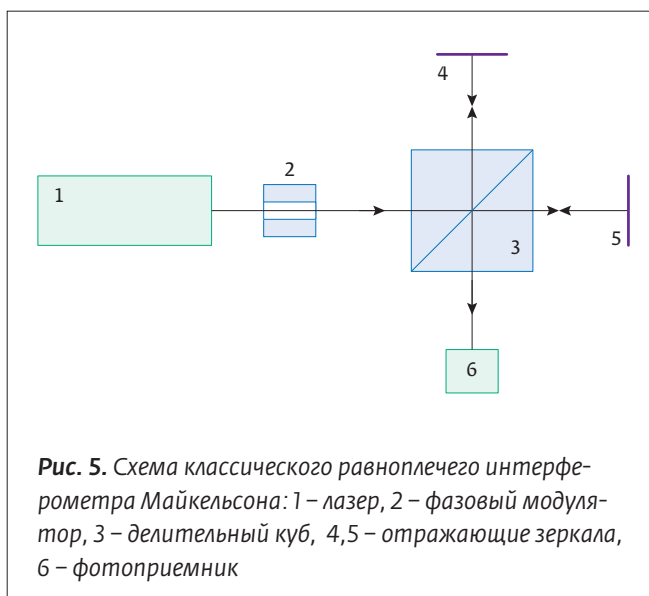 4
2
1
3
5
6
Рис. 5. Схема классического равноплечего интерфе-
рометра Майкельсона: 1 – лазер, 2 – фазовый модуля-
тор, 3 – делительный куб, 4,5 – отражающие зеркала,
6 – фотоприемник